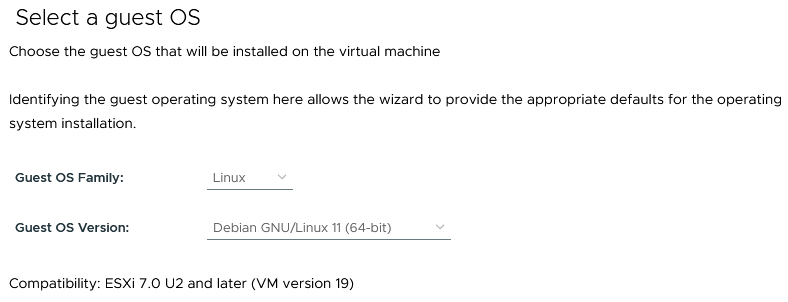 Select a guest OS
Choose the guest OS that will be installed on the virtual machine
Identifying the guest operating system here allows the wizard to provide the appropriate defaults for the operating
system installation.
Guest OS Family: Linux
Guest OS Version: Debian GNU/Linux 11 (64-bit)
Compatibility: ESXi 7.0 U2 and later (VM version 19)